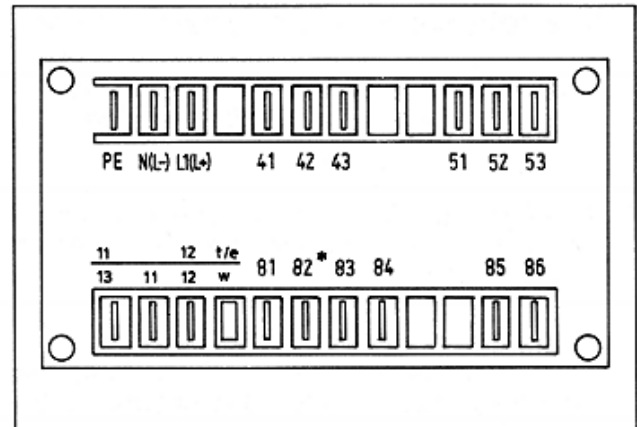 PE N(L-) L1(L+) 41 42 43 51 52 53
11 12 t/e
13 11 12 w 81 82* 83 84 85 86